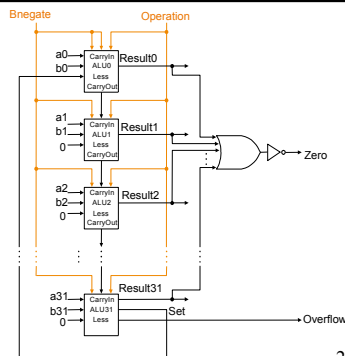 Bnegate Operation
a0 CarryIn Result0
b0 ALU0
Less
CarryOut
a1 CarryIn Result1
b1 ALU1
0 Less
CarryOut
Zero
a2 CarryIn Result2
b2 ALU2
0 Less
CarryOut
a31 CarryIn Result31
b31 ALU31 Set
0 Less Overflow
2